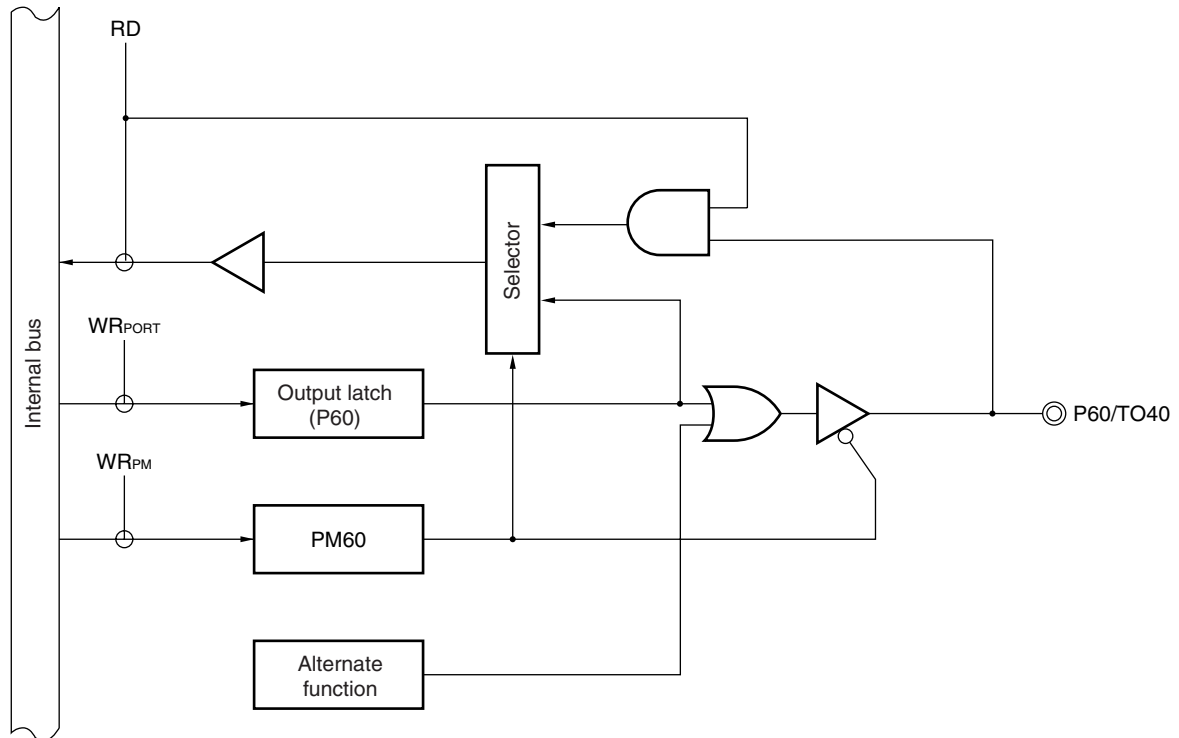 RD
Selector
Internal bus
WRPORT
Output latch
(P60)
P60/TO40
WRPM
PM60
Alternate
function